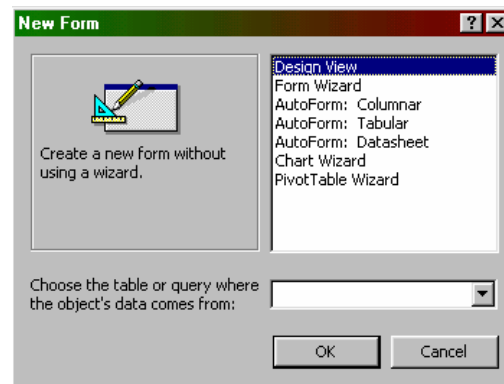 New Form
Design View
Form Wizard
AutoForm: Columnar
AutoForm: Tabular
AutoForm: Datasheet
Chart Wizard
PivotTable Wizard
Create a new form without
using a wizard.
Choose the table or query where
the object's data comes from:
OK
Cancel